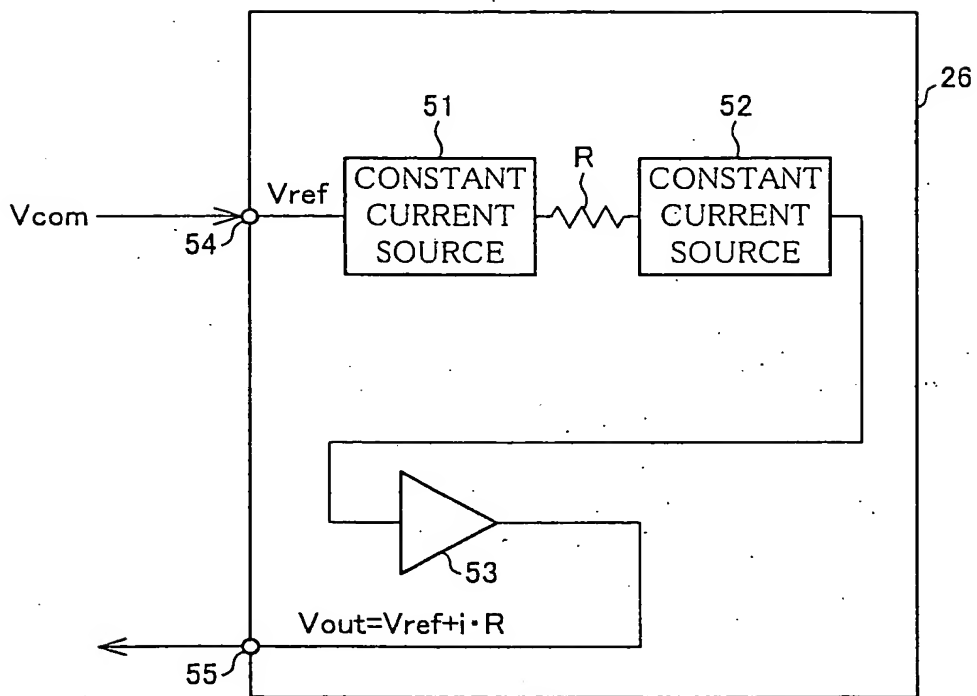 26
51
52
R
CONSTANT
CURRENT
SOURCE
CONSTANT
CURRENT
SOURCE
Vcom
Vref
54
53
Vout=Vref+i·R
55